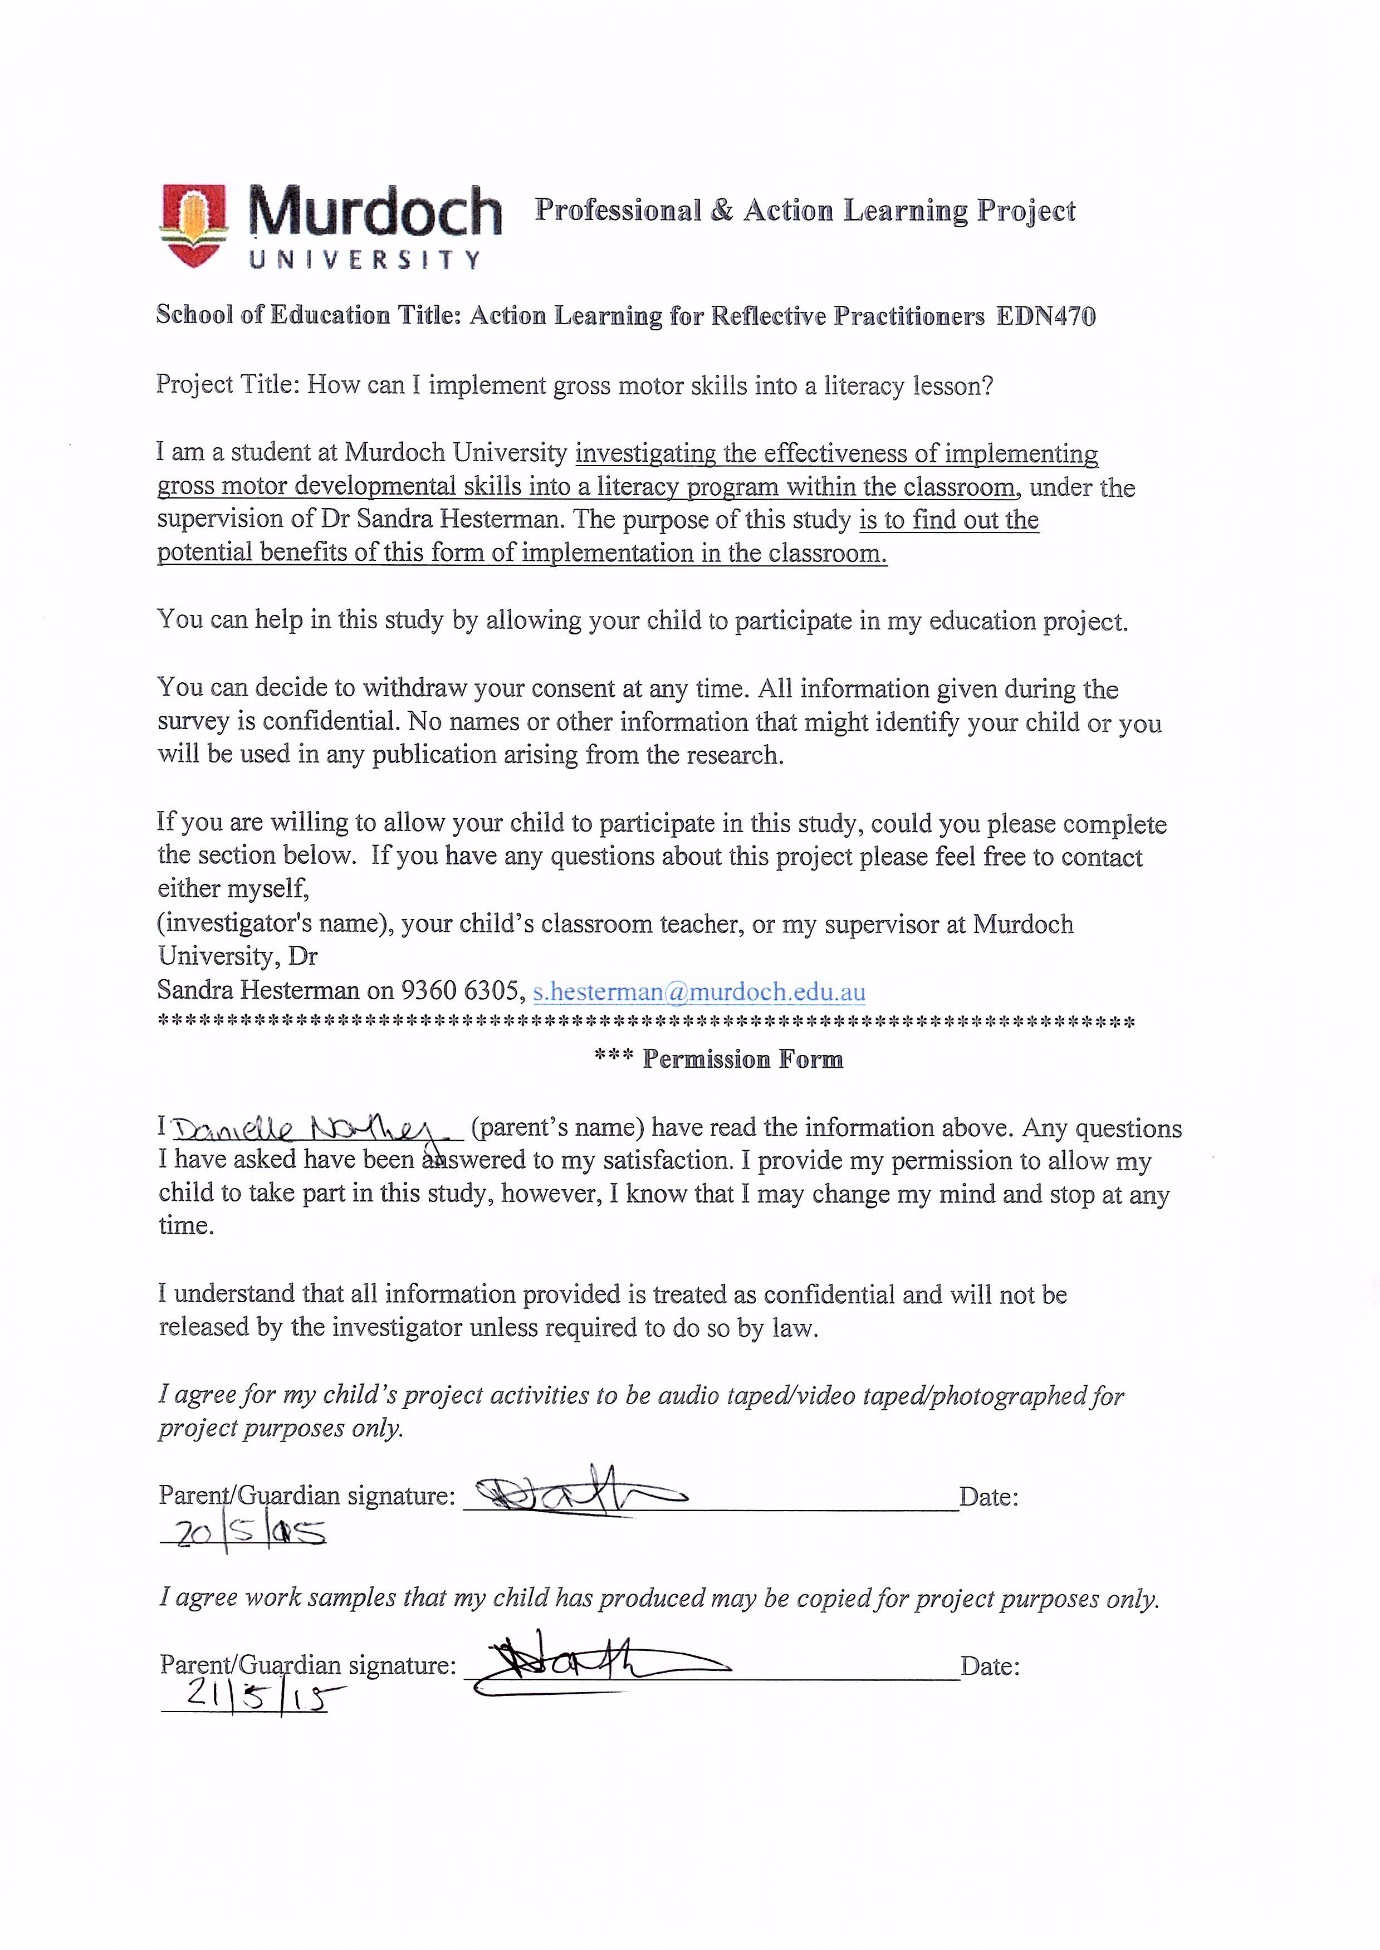 Murdoch
UNIVERSITY
Professional & Action Learning Project
School of Education Title: Action Learning for Reflective Practitioners EDN470
Project Title: How can I implement gross motor skills into a literacy lesson?
I am a student at Murdoch University investigating the effectiveness of implementing
gross motor developmental skills into a literacy program within the classroom, under the
supervision of Dr Sandra Hesterman. The purpose of this study is to find out the
potential benefits of this form of implementation in the classroom.
You can help in this study by allowing your child to participate in my education project.
You can decide to withdraw your consent at any time. All information given during the
survey is confidential. No names or other information that might identify your child or you
will be used in any publication arising from the research.
If you are willing to allow your child to participate in this study, could you please complete
the section below. If you have any questions about this project please feel free to contact
either myself,
(investigator's name), your child's classroom teacher, or my supervisor at Murdoch
University, Dr
Sandra Hesterman on 9360 6305, s.hesterman@murdoch.edu.au
***********************************************************************
*** Permission Form
I Danielle (parent's name) have read the information above. Any questions
I have asked have been answered to my satisfaction. I provide my permission to allow my
child to take part in this study, however, I know that I may change my mind and stop at any
time.
I understand that all information provided is treated as confidential and will not be
released by the investigator unless required to do so by law.
I agree for my child's project activities to be audio taped/video taped/photographed for
project purposes only.
Parent/Guardian signature: Date:
20/5/15
I agree work samples that my child has produced may be copied for project purposes only.
Parent/Guardian signature: Date:
21/5/15